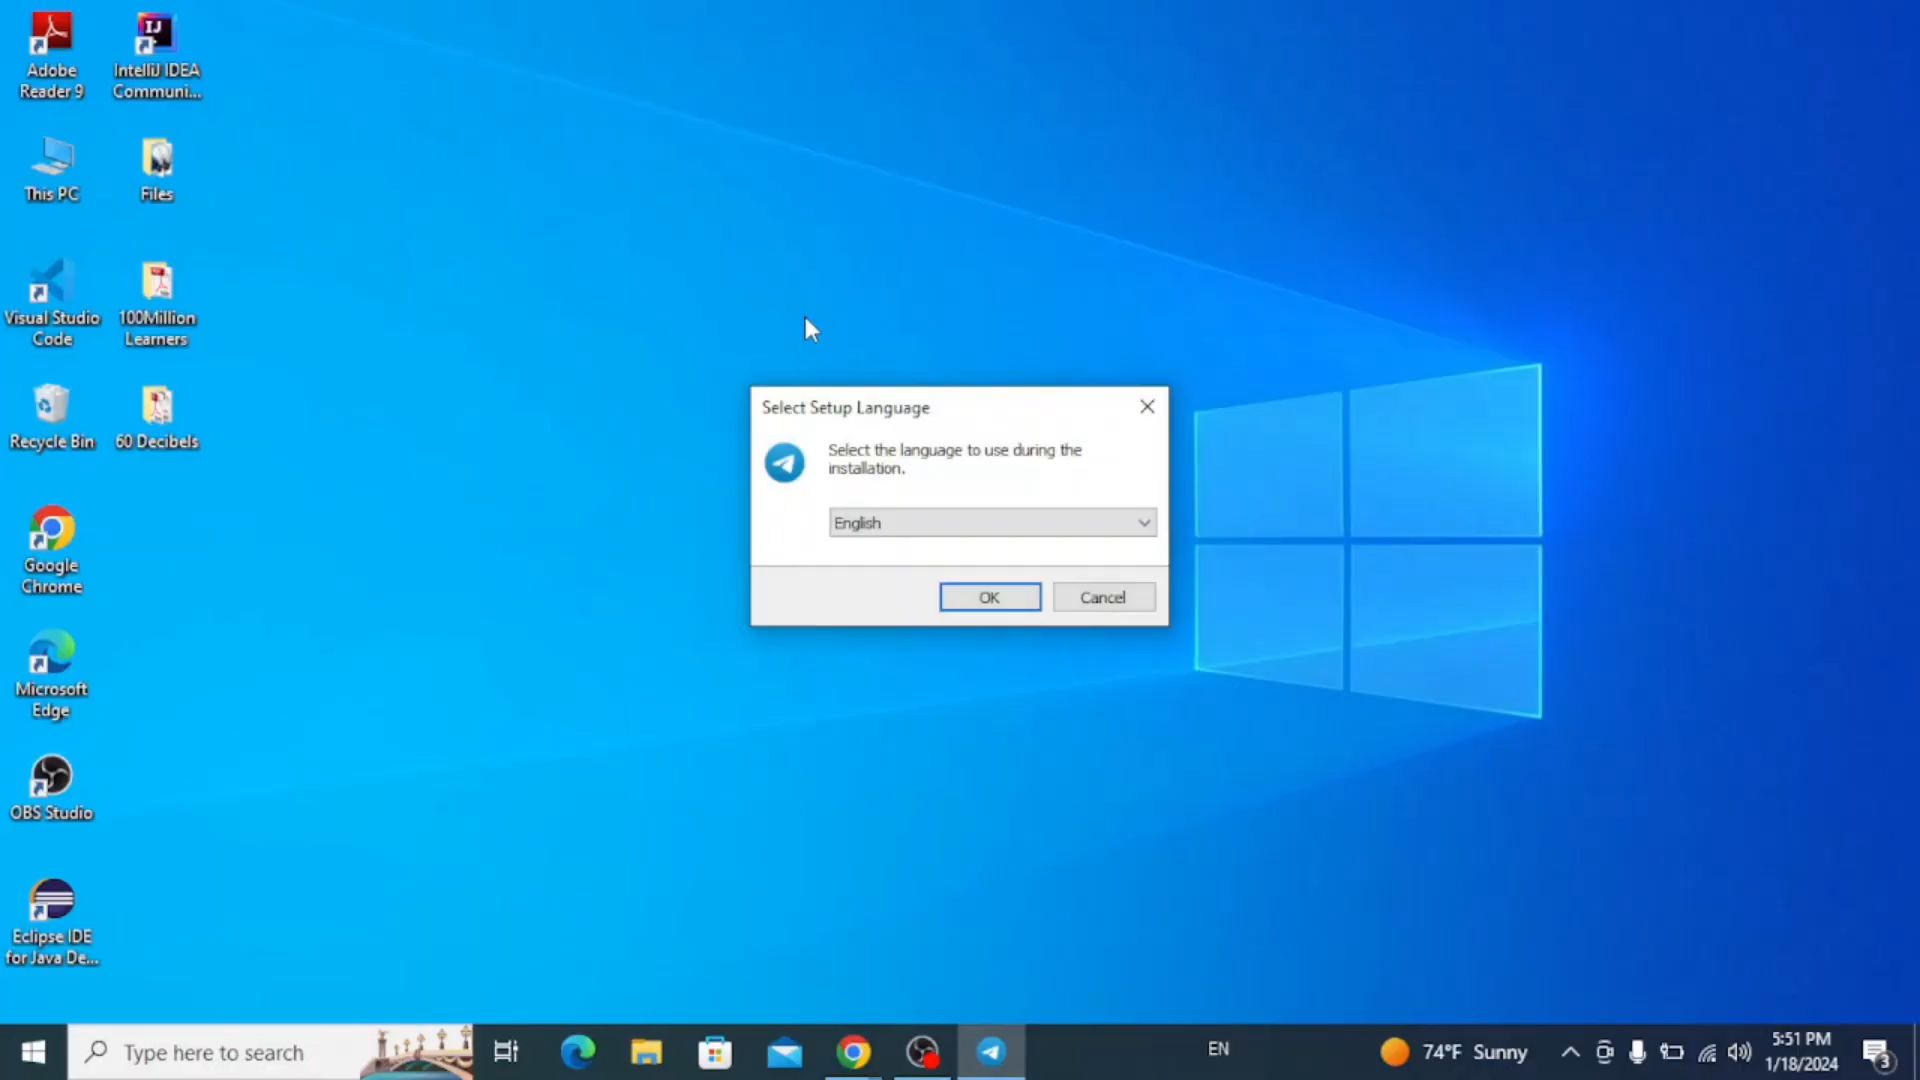 Adobe
Reader 9
IntelliJ IDEA
Communi...
This PC
Files
Visual Studio
Code
100Million
Learners
Recycle Bin
60 Decibels
Google
Chrome
Microsoft
Edge
OBS Studio
Eclipse IDE
for Java De...
Select Setup Language
Select the language to use during the
installation.
English
OK
Cancel
Type here to search
EN
74°F Sunny
5:51 PM
1/18/2024
3